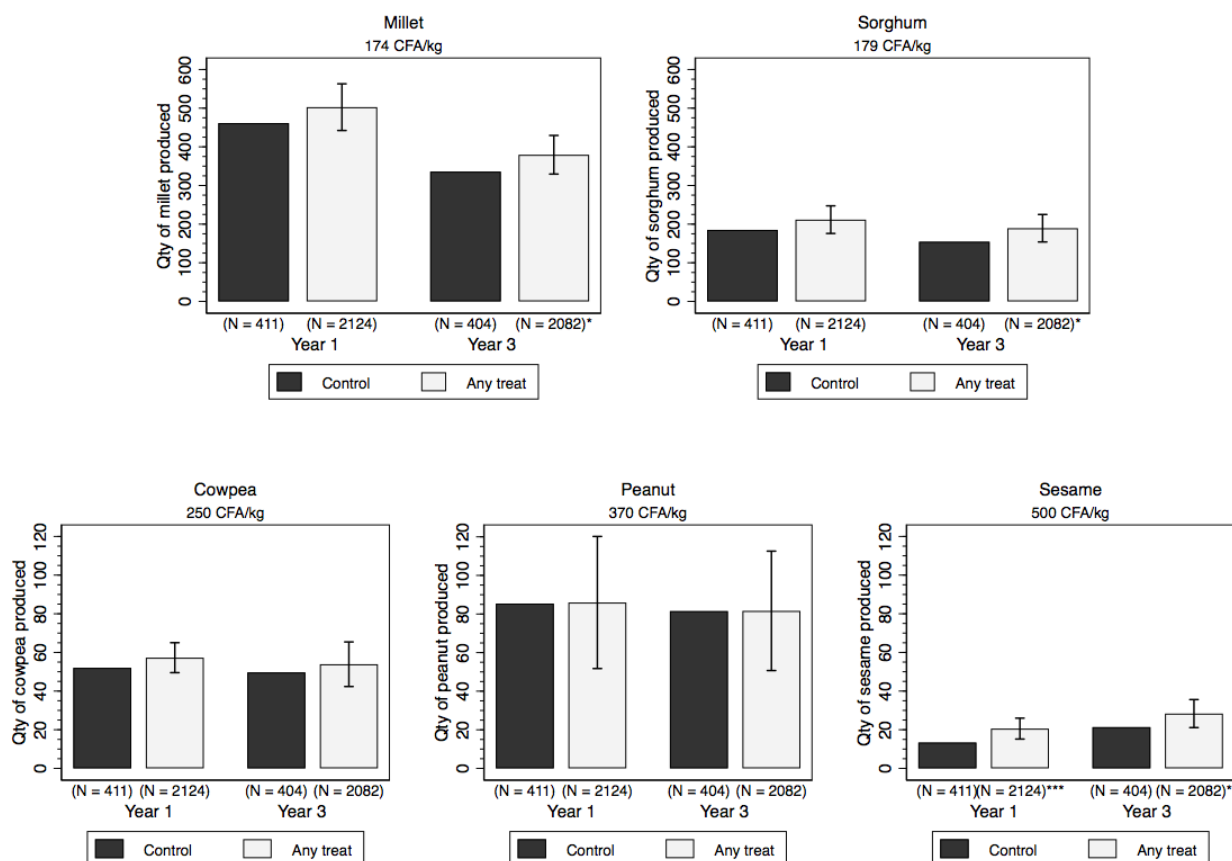 Millet
174 CFA/kg
Qty of millet produced
600
500
400
300
200
100
0
(N = 411) (N = 2124) (N = 404) (N = 2082)*
Year 1 Year 3
Control Any treat
Sorghum
179 CFA/kg
Qty of sorghum produced
600
500
400
300
200
100
0
(N = 411) (N = 2124) (N = 404) (N = 2082)*
Year 1 Year 3
Control Any treat
Cowpea
250 CFA/kg
Qty of cowpea produced
120
100
80
60
40
20
0
(N = 411) (N = 2124) (N = 404) (N = 2082)
Year 1 Year 3
Control Any treat
Peanut
370 CFA/kg
Qty of peanut produced
120
100
80
60
40
20
0
(N = 411) (N = 2124) (N = 404) (N = 2082)
Year 1 Year 3
Control Any treat
Sesame
500 CFA/kg
Qty of sesame produced
120
100
80
60
40
20
0
(N = 411)(N = 2124)*** (N = 404) (N = 2082)*
Year 1 Year 3
Control Any treat